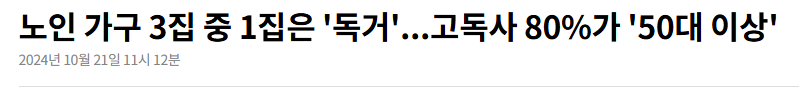 노인 가구 3집 중 1집은 '독거'...고독사 80%가 '50대 이상'
2024년 10월 21일 11시 12분